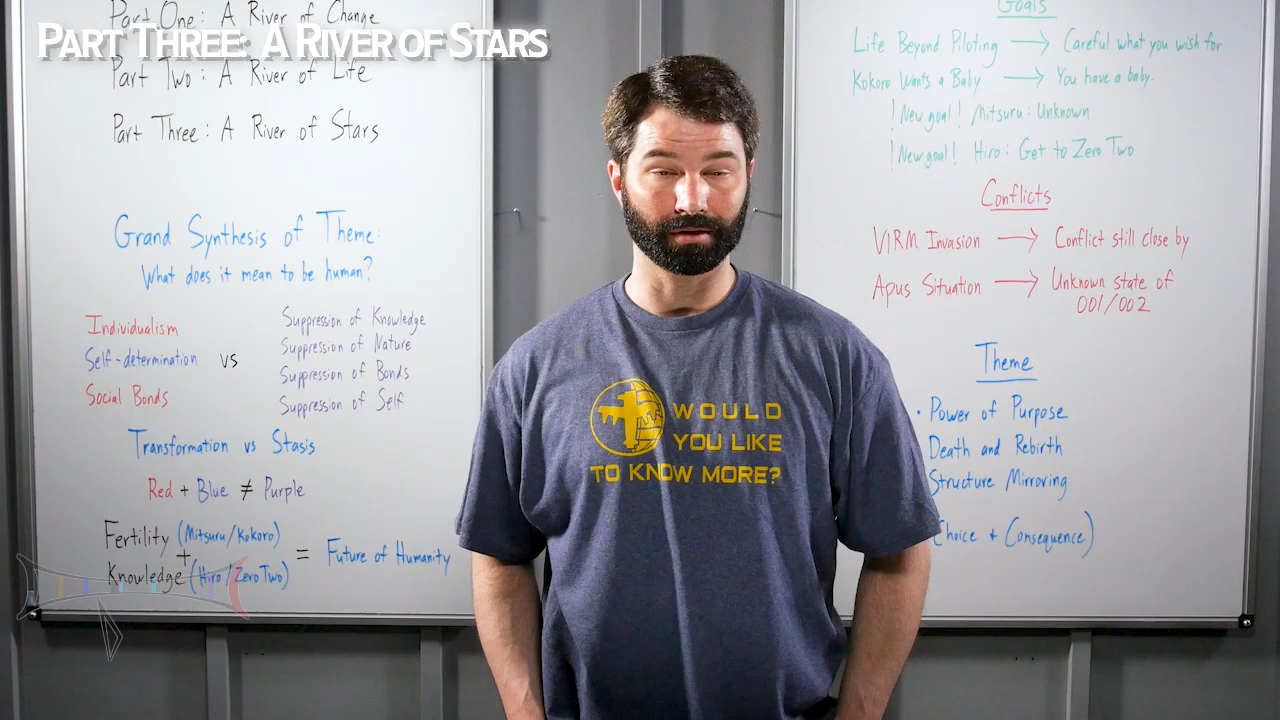 Part Three: A River of Stars
Part One: A River of Change
Part Two: A River of Life
Part Three: A River of Stars
Grand Synthesis of Theme:
What does it mean to be human?
Individualism
Self-determination vs
Social Bonds
Suppression of Knowledge
Suppression of Nature
Suppression of Bonds
Suppression of Self
Transformation vs Stasis
Red + Blue ≠ Purple
Fertility (Mitsuru/Kokoro)
+
Knowledge (Hiro/Zero Two)
= Future of Humanity
WOULD
YOU LIKE
TO KNOW MORE?
Goals
Life Beyond Piloting → Careful what you wish for
Kokoro Wants a Baby → You have a baby.
! New goal! Mitsuru: Unknown
! New goal! Hiro: Get to Zero Two
Conflicts
VIRM Invasion → Conflict still close by
Apus Situation → Unknown state of
001/002
Theme
• Power of Purpose
Death and Rebirth
Structure Mirroring
Choice + Consequence)